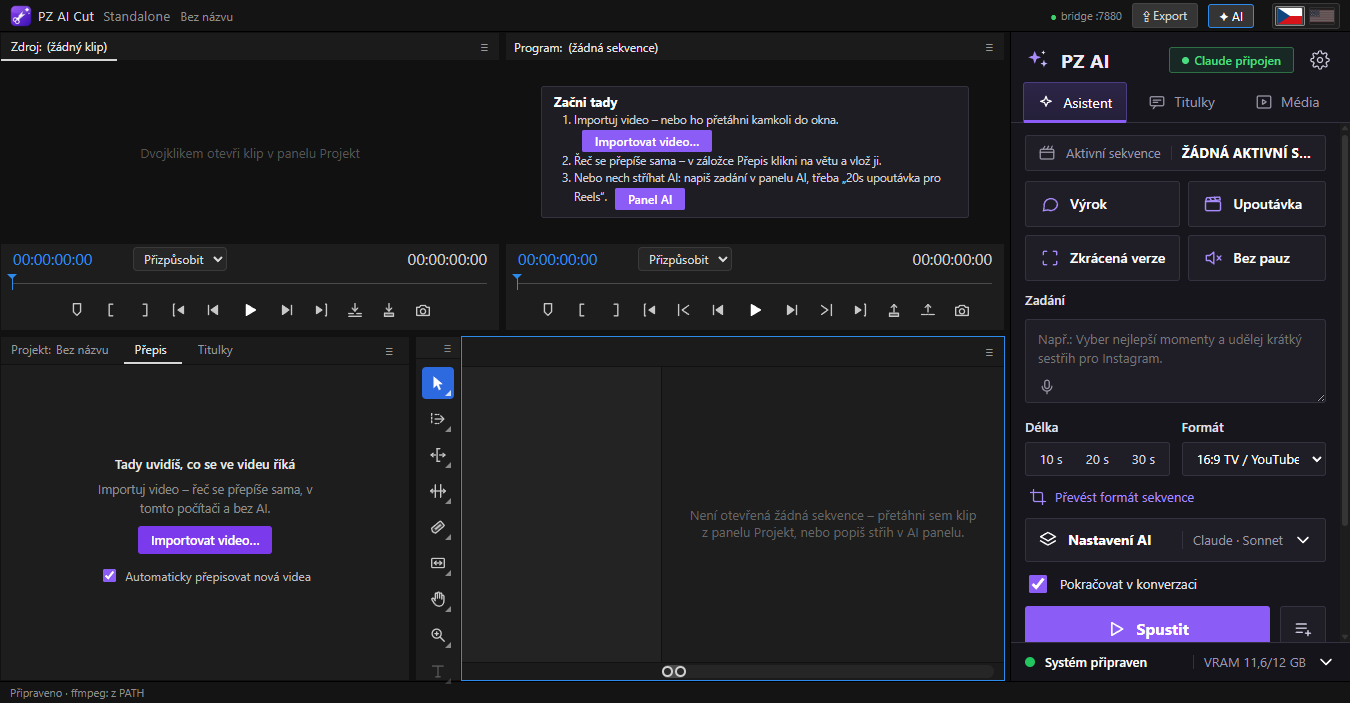 PZ AI Cut Standalone Bez názvu
bridge :7880
Export
AI
Zdroj: (žádný klip)
Program: (žádná sekvence)
Dvojklikem otevři klip v panelu Projekt
Začni tady
1. Importuj video – nebo ho přetáhni kamkoli do okna.
Importovat video...
2. Řeč se přepíše sama – v záložce Přepis klikni na větu a vlož ji.
3. Nebo nech stříhat AI: napiš zadání v panelu AI, třeba „20s upoutávka pro
Reels“. Panel AI
00:00:00:00 Přizpůsobit 00:00:00:00
00:00:00:00 Přizpůsobit 00:00:00:00
Projekt: Bez názvu Přepis Titulky
Tady uvidíš, co se ve videu říká
Importuj video – řeč se přepíše sama, v
tomto počítači a bez AI.
Importovat video...
Automaticky přepisovat nová videa
Není otevřená žádná sekvence – přetáhni sem klip
z panelu Projekt, nebo popiš střih v AI panelu.
PZ AI
Claude připojen
Asistent Titulky Média
Aktivní sekvence ŽÁDNÁ AKTIVNÍ S...
Výrok Upoutávka
Zkrácená verze Bez pauz
Zadání
Např.: Vyber nejlepší momenty a udělej krátký
sestřih pro Instagram.
Délka Formát
10 s 20 s 30 s 16:9 TV / YouTube
Převést formát sekvence
Nastavení AI Claude · Sonnet
Pokračovat v konverzaci
Spustit
Systém připraven VRAM 11,6/12 GB
Připraveno · ffmpeg: z PATH